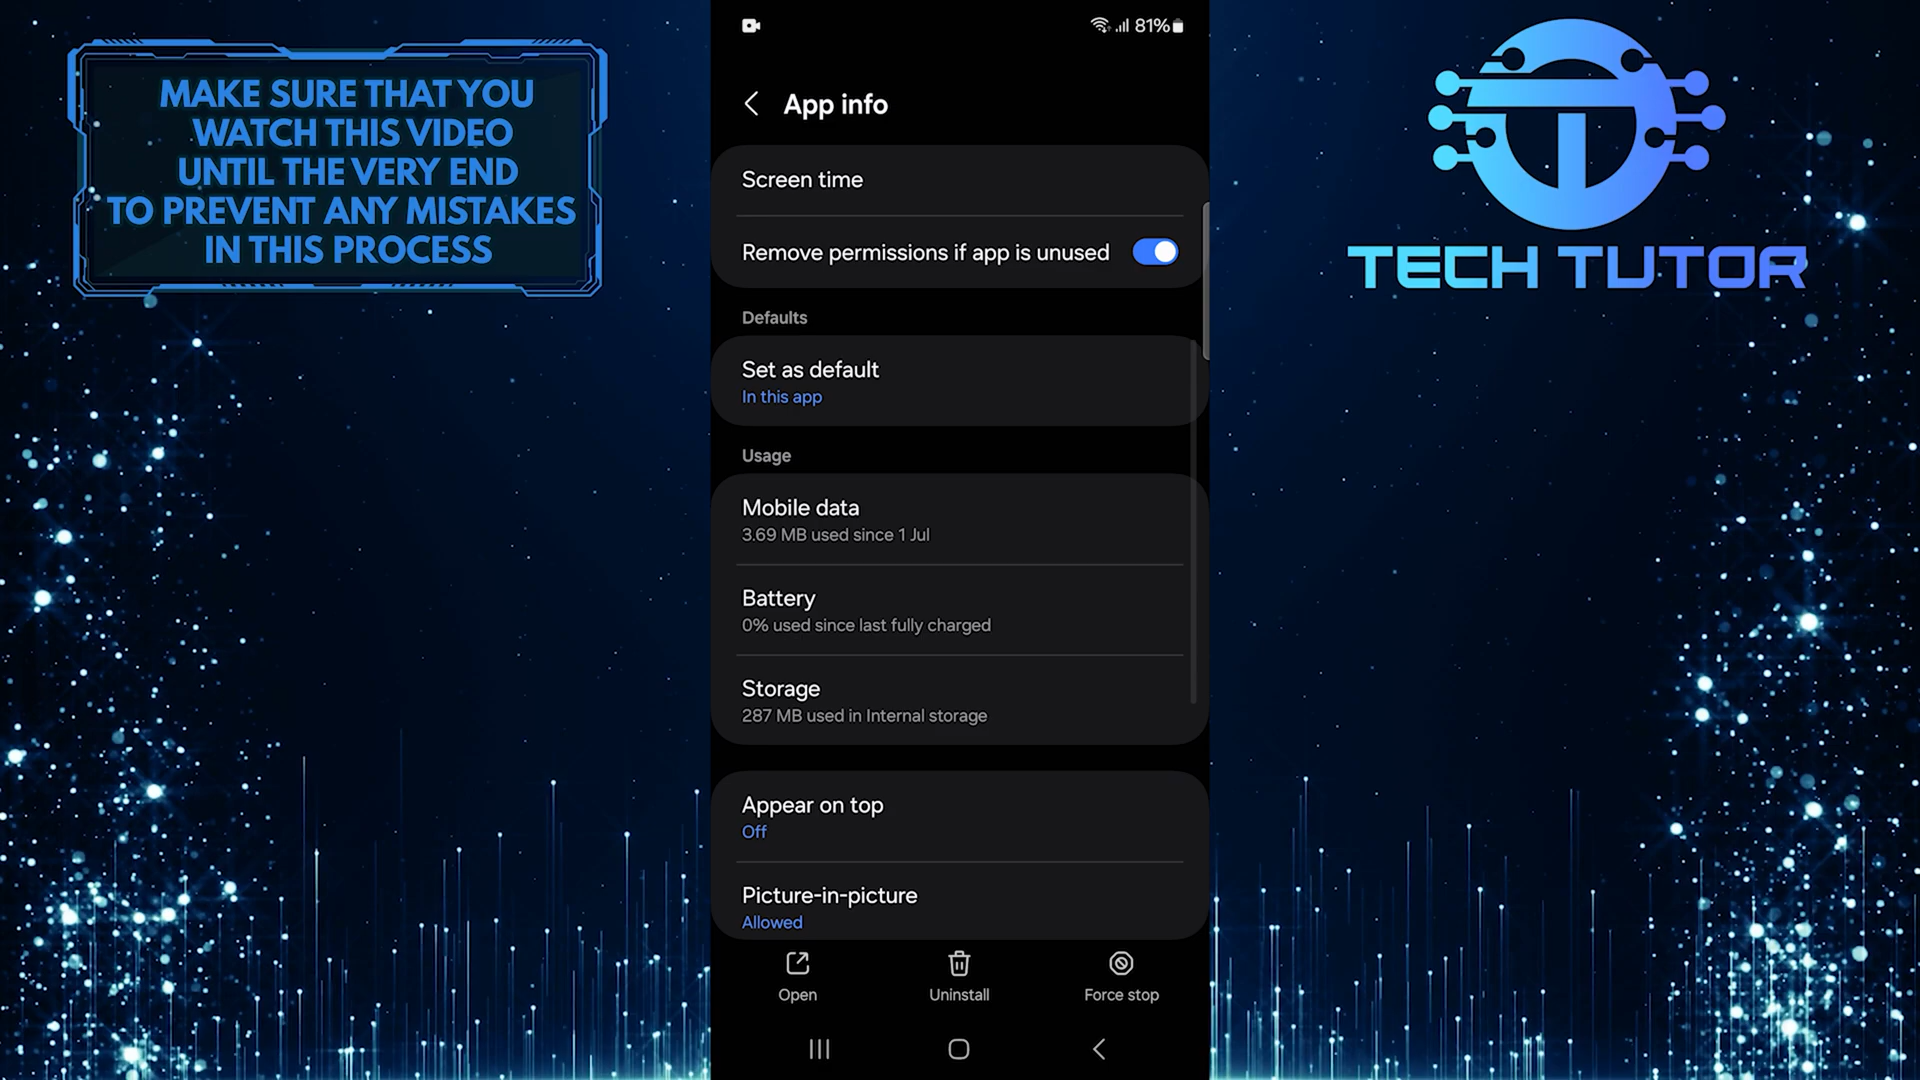 MAKE SURE THAT YOU
WATCH THIS VIDEO
UNTIL THE VERY END
TO PREVENT ANY MISTAKES
IN THIS PROCESS
81%
App info
Screen time
Remove permissions if app is unused
Defaults
Set as default
In this app
Usage
Mobile data
3.69 MB used since 1 Jul
Battery
0% used since last fully charged
Storage
287 MB used in Internal storage
Appear on top
Off
Picture-in-picture
Allowed
Open
Uninstall
Force stop
TECH TUTOR